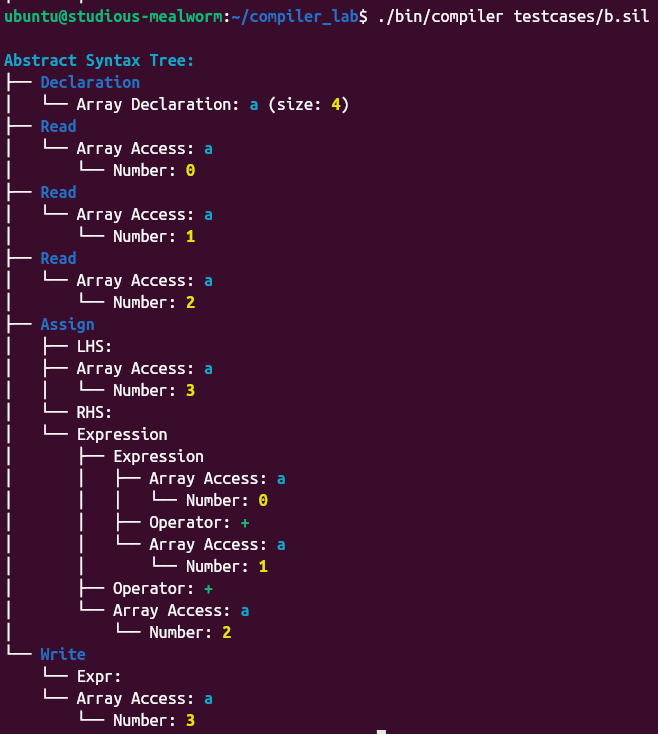 ubuntu@studious-mealworm:~/compiler_lab$ ./bin/compiler testcases/b.sil
Abstract Syntax Tree:
├── Declaration
│   └── Array Declaration: a (size: 4)
├── Read
│   └── Array Access: a
│       └── Number: 0
├── Read
│   └── Array Access: a
│       └── Number: 1
├── Read
│   └── Array Access: a
│       └── Number: 2
├── Assign
│   ├── LHS:
│   ├── Array Access: a
│   │   └── Number: 3
│   └── RHS:
│   └── Expression
│       ├── Expression
│       │   ├── Array Access: a
│       │   │   └── Number: 0
│       │   ├── Operator: +
│       │   └── Array Access: a
│       │       └── Number: 1
│       ├── Operator: +
│       └── Array Access: a
│           └── Number: 2
└── Write
    └── Expr:
    └── Array Access: a
        └── Number: 3